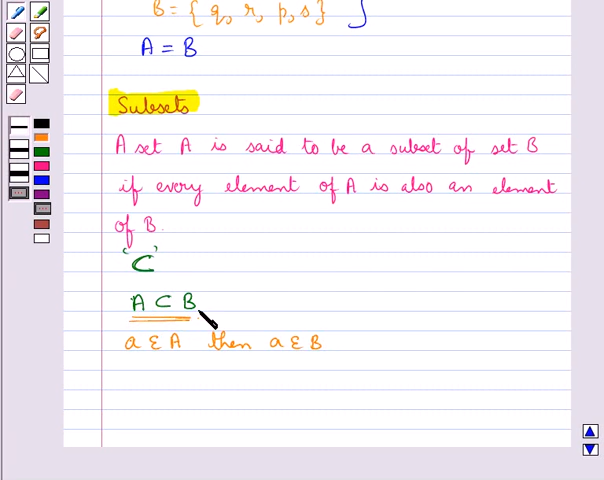 B = { q, r, p, s }
A = B
Subsets
A set A is said to be a subset of set B
if every element of A is also an element
of B.
'⊂'
A ⊂ B
a ε A then a ε B